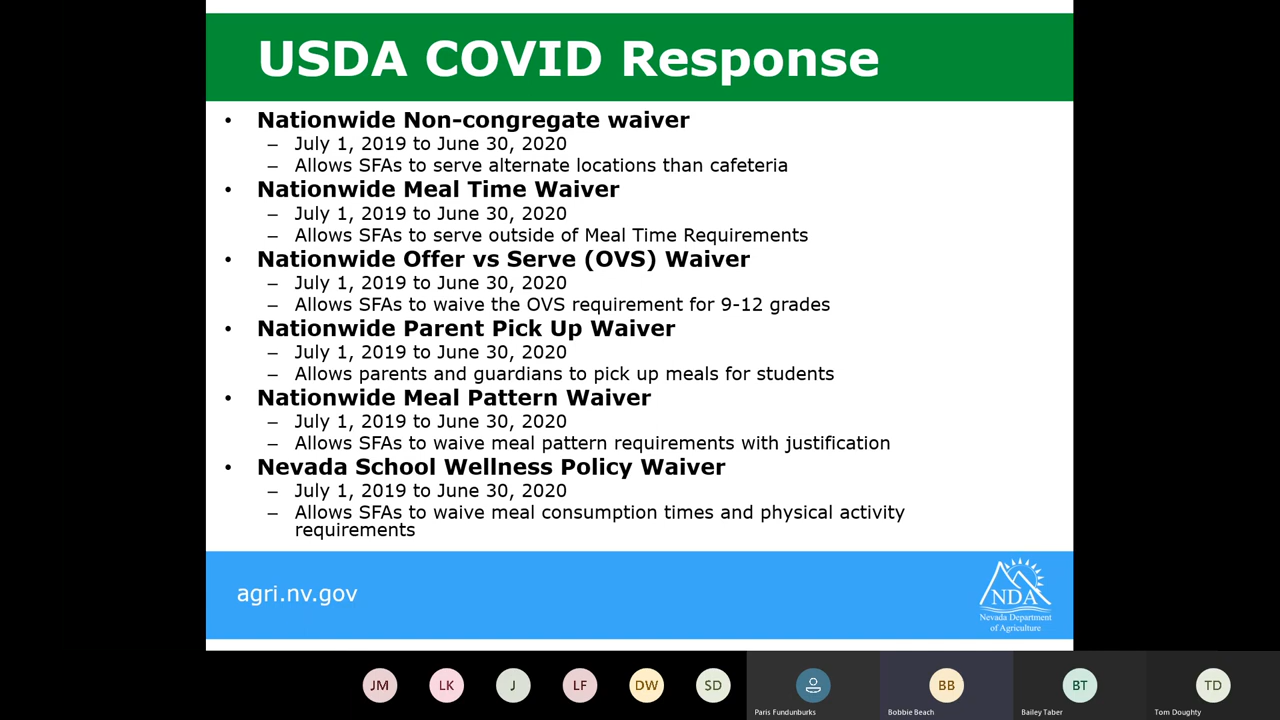 USDA COVID Response
• Nationwide Non-congregate waiver
– July 1, 2019 to June 30, 2020
– Allows SFAs to serve alternate locations than cafeteria
• Nationwide Meal Time Waiver
– July 1, 2019 to June 30, 2020
– Allows SFAs to serve outside of Meal Time Requirements
• Nationwide Offer vs Serve (OVS) Waiver
– July 1, 2019 to June 30, 2020
– Allows SFAs to waive the OVS requirement for 9-12 grades
• Nationwide Parent Pick Up Waiver
– July 1, 2019 to June 30, 2020
– Allows parents and guardians to pick up meals for students
• Nationwide Meal Pattern Waiver
– July 1, 2019 to June 30, 2020
– Allows SFAs to waive meal pattern requirements with justification
• Nevada School Wellness Policy Waiver
– July 1, 2019 to June 30, 2020
– Allows SFAs to waive meal consumption times and physical activity
requirements
agri.nv.gov
NDA
Nevada Department
of Agriculture
JM LK J LF DW SD BB BT TD
Paris Fundunburks Bobbie Beach Bailey Taber Tom Doughty